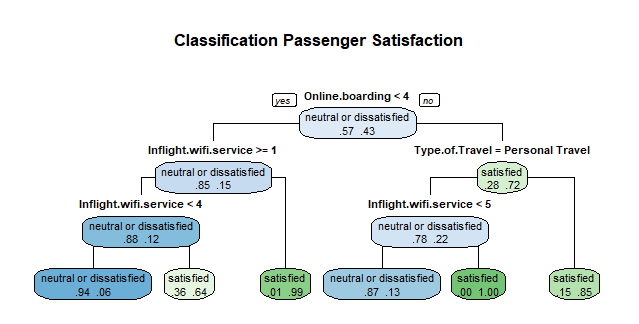 Classification Passenger Satisfaction
yes Online.boarding < 4 no
neutral or dissatisfied
.57 .43
Inflight.wifi.service >= 1
Type.of.Travel = Personal Travel
neutral or dissatisfied
.85 .15
satisfied
.28 .72
Inflight.wifi.service < 4
Inflight.wifi.service < 5
neutral or dissatisfied
.88 .12
neutral or dissatisfied
.78 .22
neutral or dissatisfied
.94 .06
satisfied
.36 .64
satisfied
.01 .99
neutral or dissatisfied
.87 .13
satisfied
.00 1.00
satisfied
.15 .85